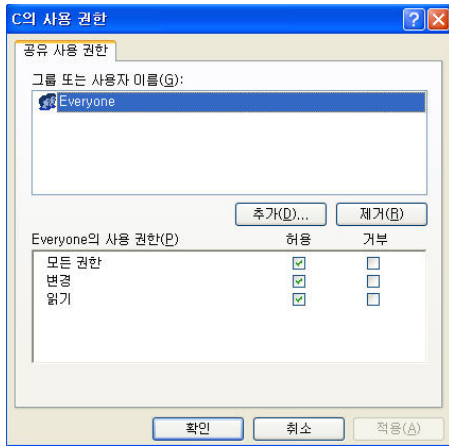 C의 사용 권한
공유 사용 권한
그룹 또는 사용자 이름(G):
Everyone
추가(D)... 제거(R)
Everyone의 사용 권한(P) 허용 거부
모든 권한
변경
읽기
확인 취소 적용(A)